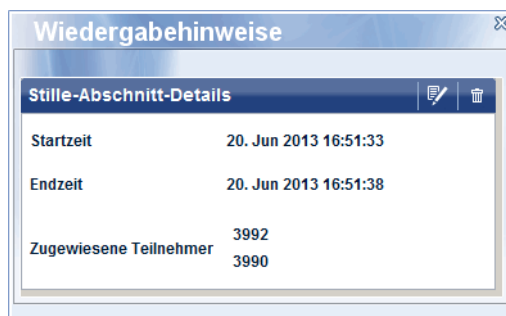 Wiedergabehinweise
Stille-Abschnitt-Details
Startzeit 20. Jun 2013 16:51:33
Endzeit 20. Jun 2013 16:51:38
Zugewiesene Teilnehmer 3992
3990